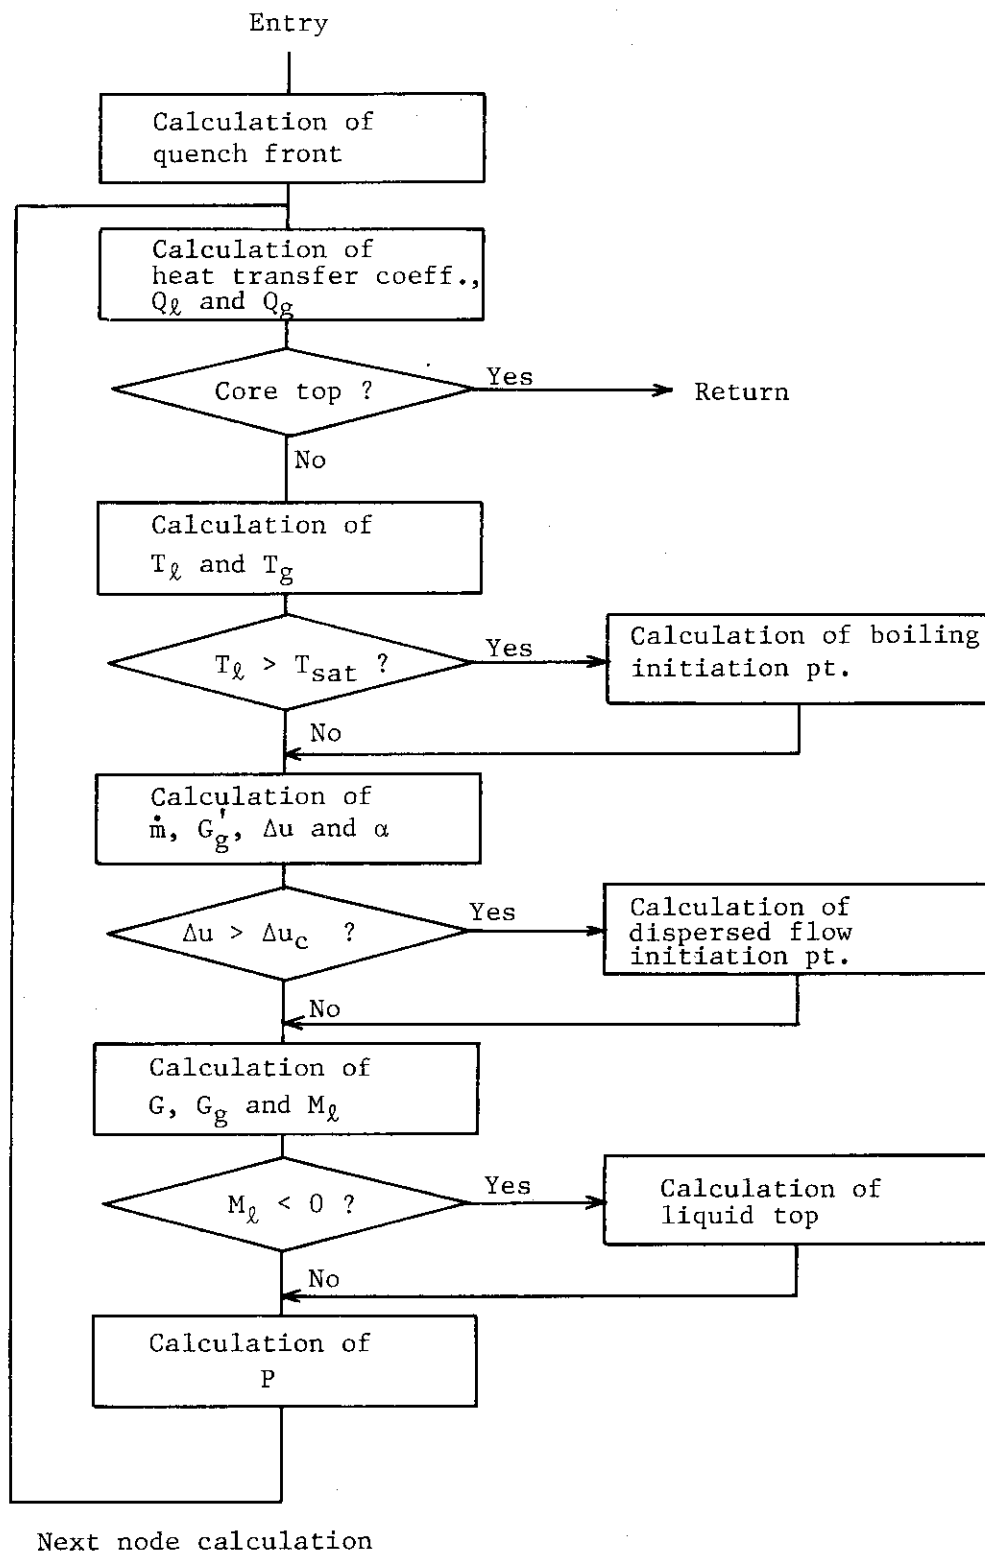 Entry
Calculation of
quench front
Calculation of
heat transfer coeff.,
Qℓ and Qg
Core top ?
Yes
Return
No
Calculation of
Tℓ and Tg
Tℓ > Tsat ?
Yes
Calculation of boiling
initiation pt.
No
Calculation of
ṁ, Gg', Δu and α
Δu > Δuc ?
Yes
Calculation of
dispersed flow
initiation pt.
No
Calculation of
G, Gg and Mℓ
Mℓ < 0 ?
Yes
Calculation of
liquid top
No
Calculation of
P
Next node calculation